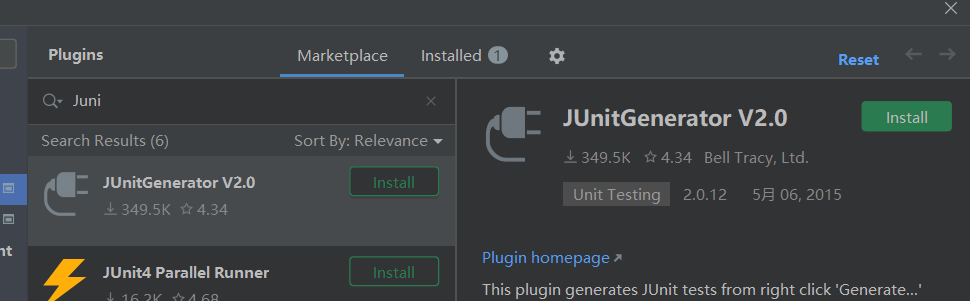 Plugins
Marketplace
Installed 1
Reset
Juni
Search Results (6)
Sort By: Relevance
JUnitGenerator V2.0
Install
349.5K 4.34
JUnit4 Parallel Runner
Install
16.2K 4.68
nt
JUnitGenerator V2.0
Install
349.5K 4.34 Bell Tracy, Ltd.
Unit Testing 2.0.12 5月 06, 2015
Plugin homepage
This plugin generates JUnit tests from right click 'Generate...'